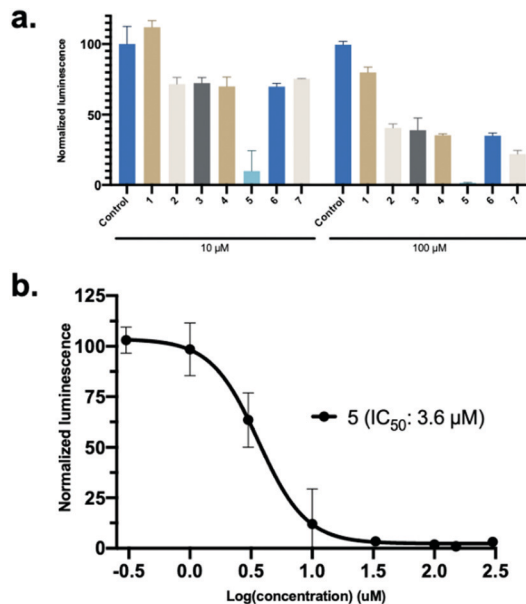 a.
Normalized luminescence
100
50
0
Control 1 2 3 4 5 6 7 Control 1 2 3 4 5 6 7
10 µM 100 µM
b.
Normalized luminescence
125
100
75
50
25
0
5 (IC50: 3.6 µM)
-0.5 0.0 0.5 1.0 1.5 2.0 2.5
Log(concentration) (uM)